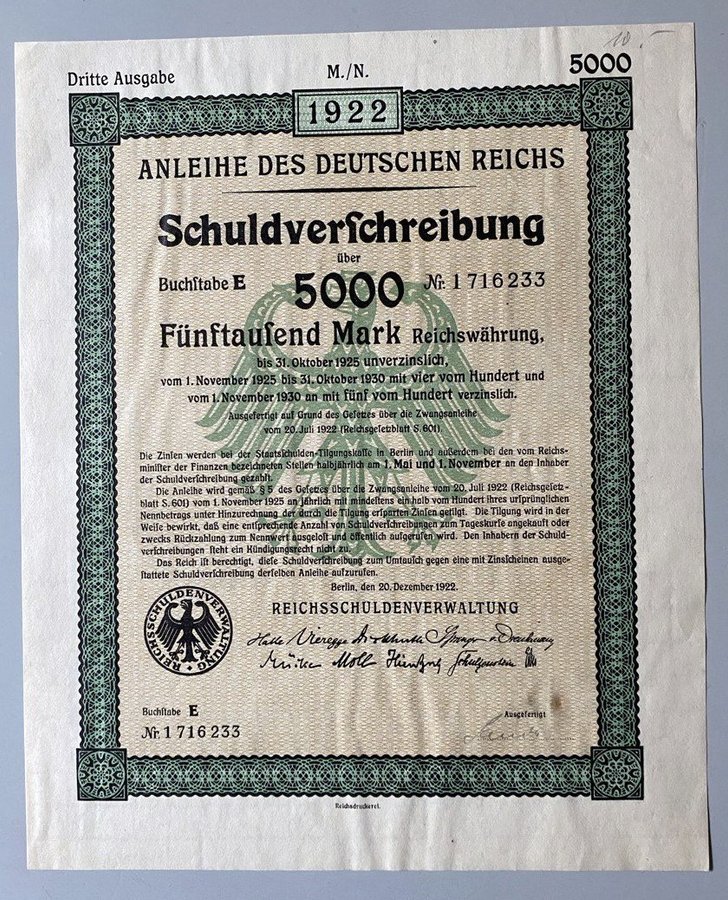 10.-
Dritte Ausgabe M./N. 5000
1922
ANLEIHE DES DEUTSCHEN REICHS
Schuldverſchreibung
über
Buchſtabe E 5000 Nr. 1716233
Fünftauſend Mark Reichswährung,
bis 31. Oktober 1925 unverzinslich,
vom 1. November 1925 bis 31. Oktober 1930 mit vier vom Hundert und
vom 1. November 1930 an mit fünf vom Hundert verzinslich.
Ausgefertigt auf Grund des Geſetzes über die Zwangsanleihe
vom 20. Juli 1922 (Reichsgeſetzblatt S. 601).
Die Zinſen werden bei der Staatsſchulden-Tilgungskaſſe in Berlin und außerdem bei den vom Reichs-
miniſter der Finanzen bezeichneten Stellen halbjährlich am 1. Mai und 1. November an den Inhaber
der Schuldverſchreibung gezahlt.
Die Anleihe wird gemäß § 5 des Geſetzes über die Zwangsanleihe vom 20. Juli 1922 (Reichsgeſetz-
blatt S. 601) vom 1. November 1925 an jährlich mit mindeſtens einhalb vom Hundert ihres urſprünglichen
Nennbetrags unter Hinzurechnung der durch die Tilgung erſparten Zinſen getilgt. Die Tilgung wird in der
Weiſe bewirkt, daß eine entſprechende Anzahl von Schuldverſchreibungen zum Tageskurſe angekauft oder
zwecks Rückzahlung zum Nennwert ausgeloſt und öffentlich aufgerufen wird. Den Inhabern der Schuld-
verſchreibungen ſteht ein Kündigungsrecht nicht zu.
Das Reich iſt berechtigt, dieſe Schuldverſchreibung zum Umtauſch gegen eine mit Zinsſcheinen ausge-
ſtattete Schuldverſchreibung derſelben Anleihe aufzurufen.
Berlin, den 20. Dezember 1922.
REICHSSCHULDENVERWALTUNG
REICHSSCHULDENVERWALTUNG
Halle Vieregge
Müller Moll
Buchſtabe E
Nr. 1716233
Ausgefertigt
Reichsdruckerei.